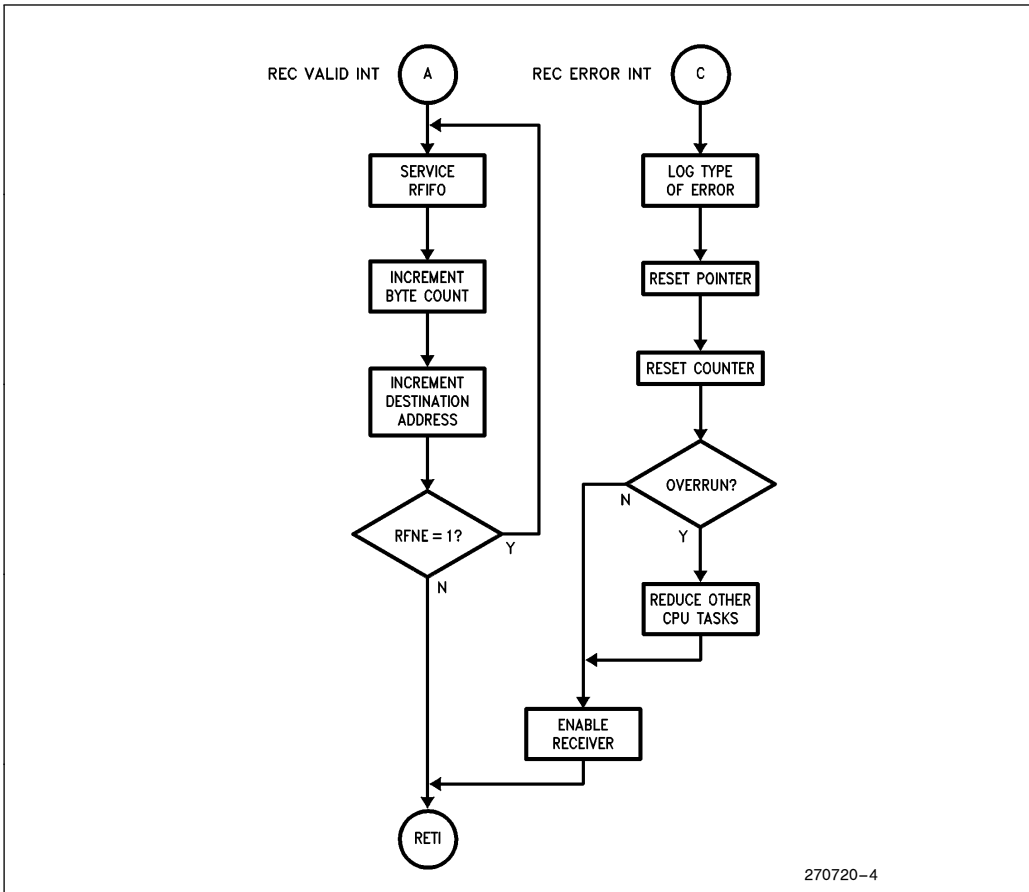 REC VALID INT
A
SERVICE
RFIFO
INCREMENT
BYTE COUNT
INCREMENT
DESTINATION
ADDRESS
RFNE = 1?
Y
N
REC ERROR INT
C
LOG TYPE
OF ERROR
RESET POINTER
RESET COUNTER
OVERRUN?
N
Y
REDUCE OTHER
CPU TASKS
ENABLE
RECEIVER
RETI
270720–4